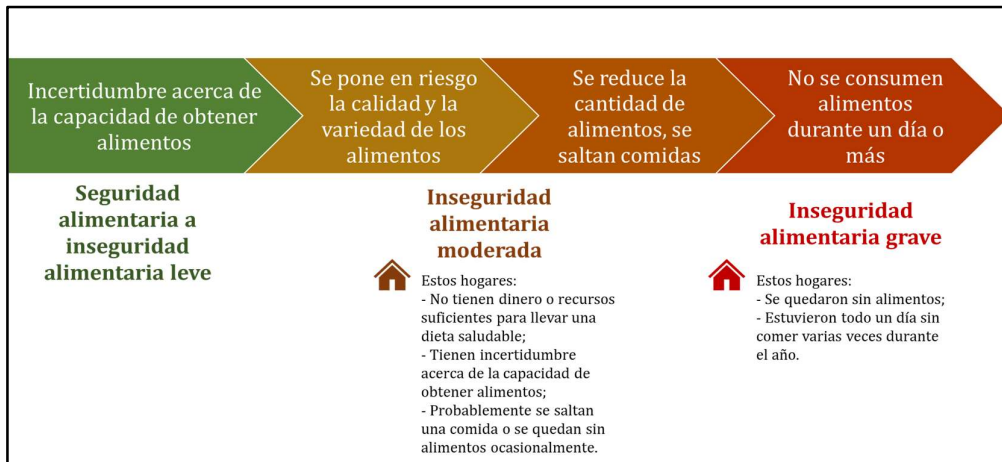 Incertidumbre acerca de
la capacidad de obtener
alimentos
Se pone en riesgo
la calidad y la
variedad de los
alimentos
Se reduce la
cantidad de
alimentos, se
saltan comidas
No se consumen
alimentos
durante un día o
más
Seguridad
alimentaria a
inseguridad
alimentaria leve
Inseguridad
alimentaria
moderada
Estos hogares:
- No tienen dinero o recursos
suficientes para llevar una
dieta saludable;
- Tienen incertidumbre
acerca de la capacidad de
obtener alimentos;
- Probablemente se saltan
una comida o se quedan sin
alimentos ocasionalmente.
Inseguridad
alimentaria grave
Estos hogares:
- Se quedaron sin alimentos;
- Estuvieron todo un día sin
comer varias veces durante
el año.